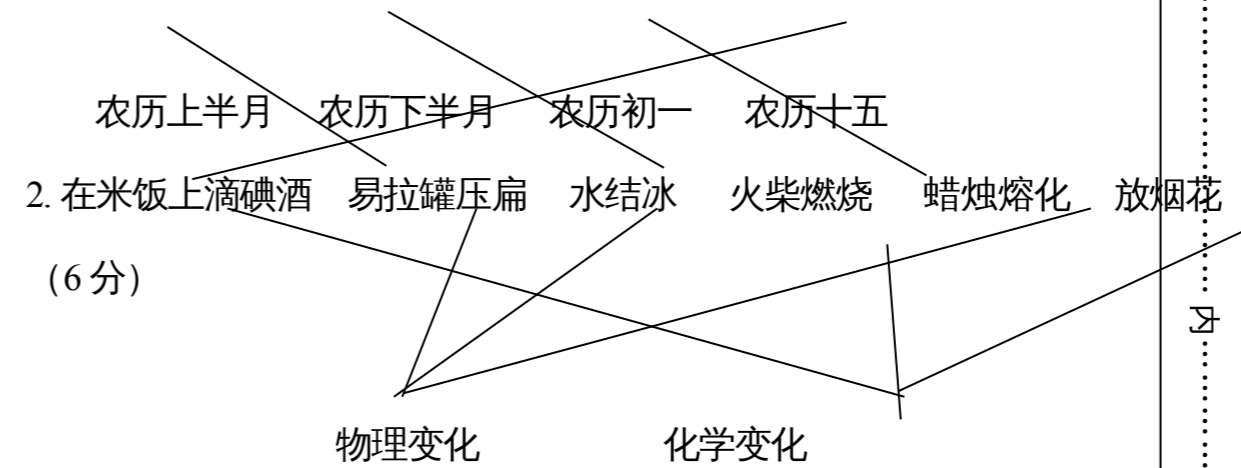 农历上半月 农历下半月 农历初一 农历十五
2. 在米饭上滴碘酒 易拉罐压扁 水结冰 火柴燃烧 蜡烛熔化 放烟花
（6 分）
物理变化 化学变化
内